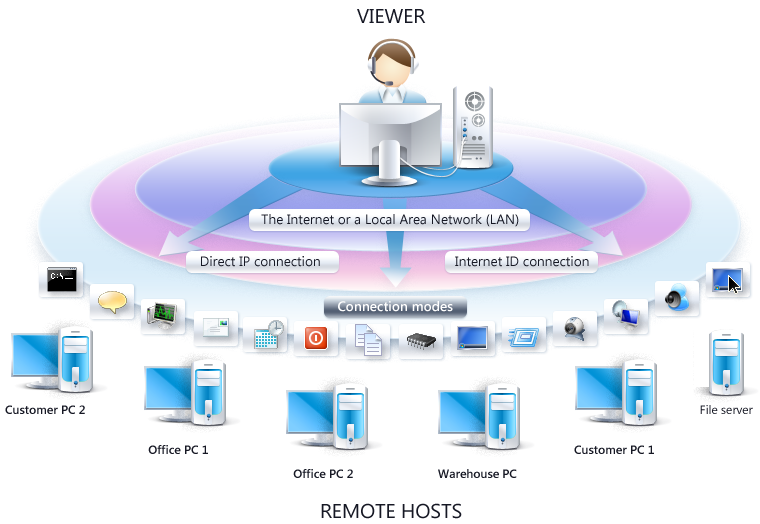 VIEWER
The Internet or a Local Area Network (LAN)
Direct IP connection
Internet ID connection
C:\_
Connection modes
Customer PC 2
Office PC 1
Office PC 2
Warehouse PC
Customer PC 1
File server
REMOTE HOSTS